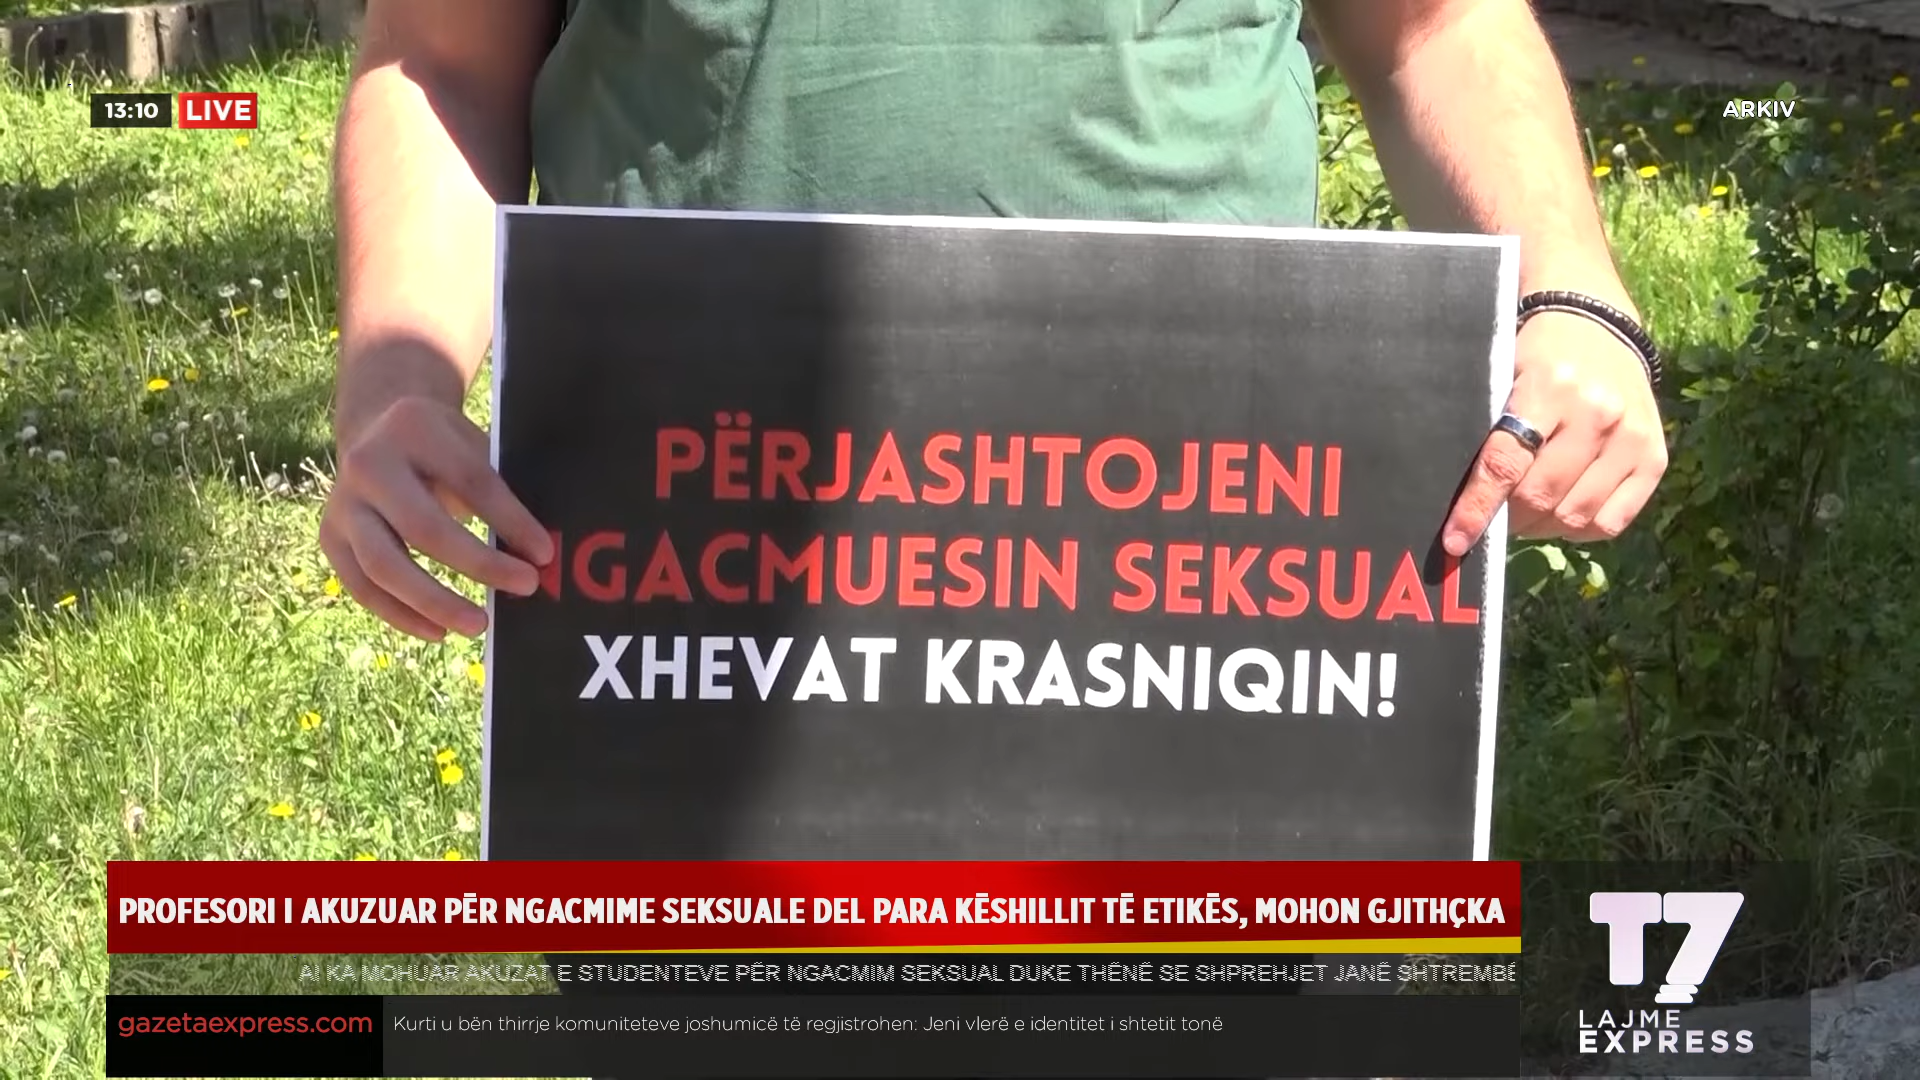 13:10 LIVE
ARKIV
PËRJASHTOJENI
NGACMUESIN SEKSUAL
XHEVAT KRASNIQIN!
PROFESORI I AKUZUAR PËR NGACMIME SEKSUALE DEL PARA KËSHILLIT TË ETIKËS, MOHON GJITHÇKA
AI KA MOHUAR AKUZAT E STUDENTEVE PËR NGACMIM SEKSUAL DUKE THËNË SE SHPREHJET JANË SHTREMBË
gazetaexpress.com Kurti u bën thirrje komuniteteve joshumicë të regjistrohen: Jeni vlerë e identitet i shtetit tonë
T7
LAJME
EXPRESS